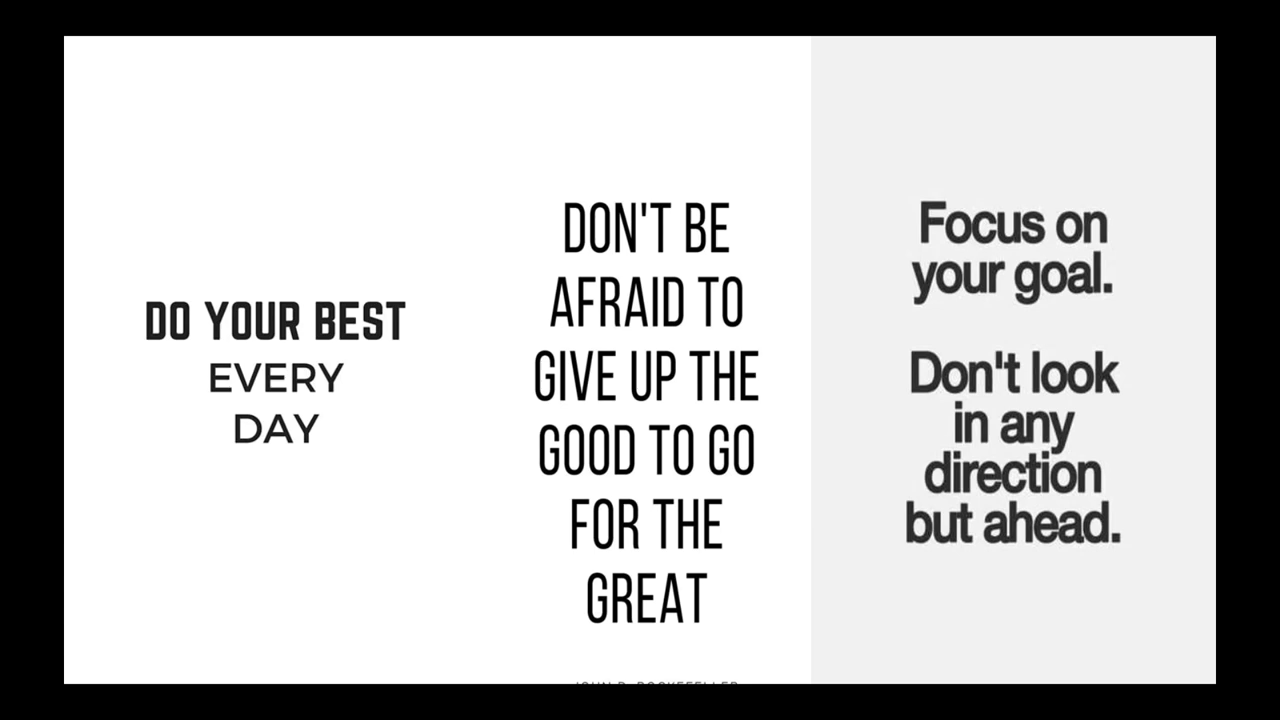 DO YOUR BEST
EVERY
DAY
DON'T BE
AFRAID TO
GIVE UP THE
GOOD TO GO
FOR THE
GREAT
Focus on
your goal.
Don't look
in any
direction
but ahead.